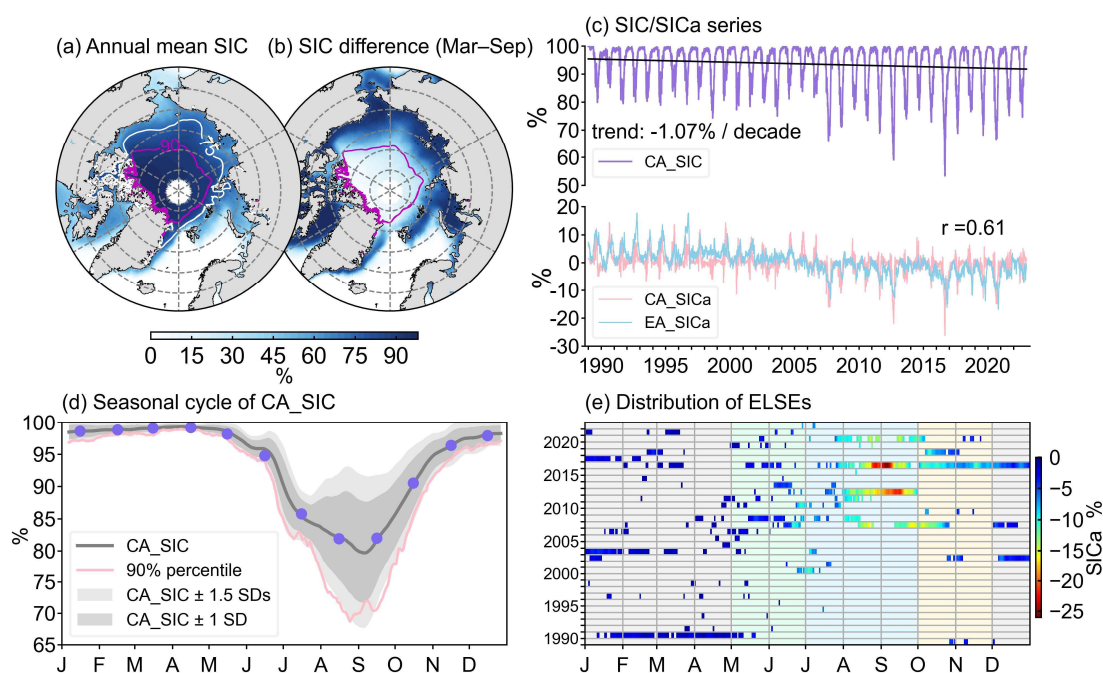 (c) SIC/SICa series
(a) Annual mean SIC
(b) SIC difference (Mar–Sep)
90
75
15
0 15 30 45 60 75 90
%
100
90
80
70
60
50
%
trend: -1.07% / decade
CA_SIC
20
10
0
-10
-20
-30
%
r =0.61
CA_SICa
EA_SICa
1990 1995 2000 2005 2010 2015 2020
(d) Seasonal cycle of CA_SIC
100
95
90
85
80
75
70
65
%
CA_SIC
90% percentile
CA_SIC ± 1.5 SDs
CA_SIC ± 1 SD
J F M A M J J A S O N D
(e) Distribution of ELSEs
2020
2015
2010
2005
2000
1995
1990
J F M A M J J A S O N D
0
−5
−10
−15
−20
−25
SICa %